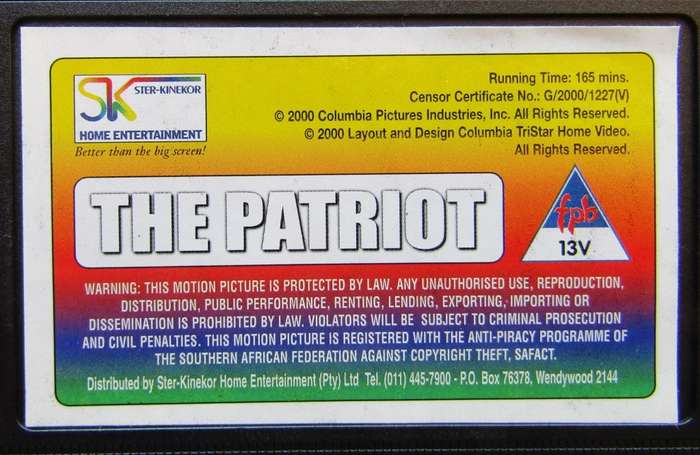 SK STER-KINEKOR
HOME ENTERTAINMENT
Better than the big screen!
Running Time: 165 mins.
Censor Certificate No.: G/2000/1227(V)
© 2000 Columbia Pictures Industries, Inc. All Rights Reserved.
© 2000 Layout and Design Columbia TriStar Home Video.
All Rights Reserved.
THE PATRIOT
fpb
13V
WARNING: THIS MOTION PICTURE IS PROTECTED BY LAW. ANY UNAUTHORISED USE, REPRODUCTION,
DISTRIBUTION, PUBLIC PERFORMANCE, RENTING, LENDING, EXPORTING, IMPORTING OR
DISSEMINATION IS PROHIBITED BY LAW. VIOLATORS WILL BE SUBJECT TO CRIMINAL PROSECUTION
AND CIVIL PENALTIES. THIS MOTION PICTURE IS REGISTERED WITH THE ANTI-PIRACY PROGRAMME OF
THE SOUTHERN AFRICAN FEDERATION AGAINST COPYRIGHT THEFT, SAFACT.
Distributed by Ster-Kinekor Home Entertainment (Pty) Ltd Tel. (011) 445-7900 - P.O. Box 76378, Wendywood 2144